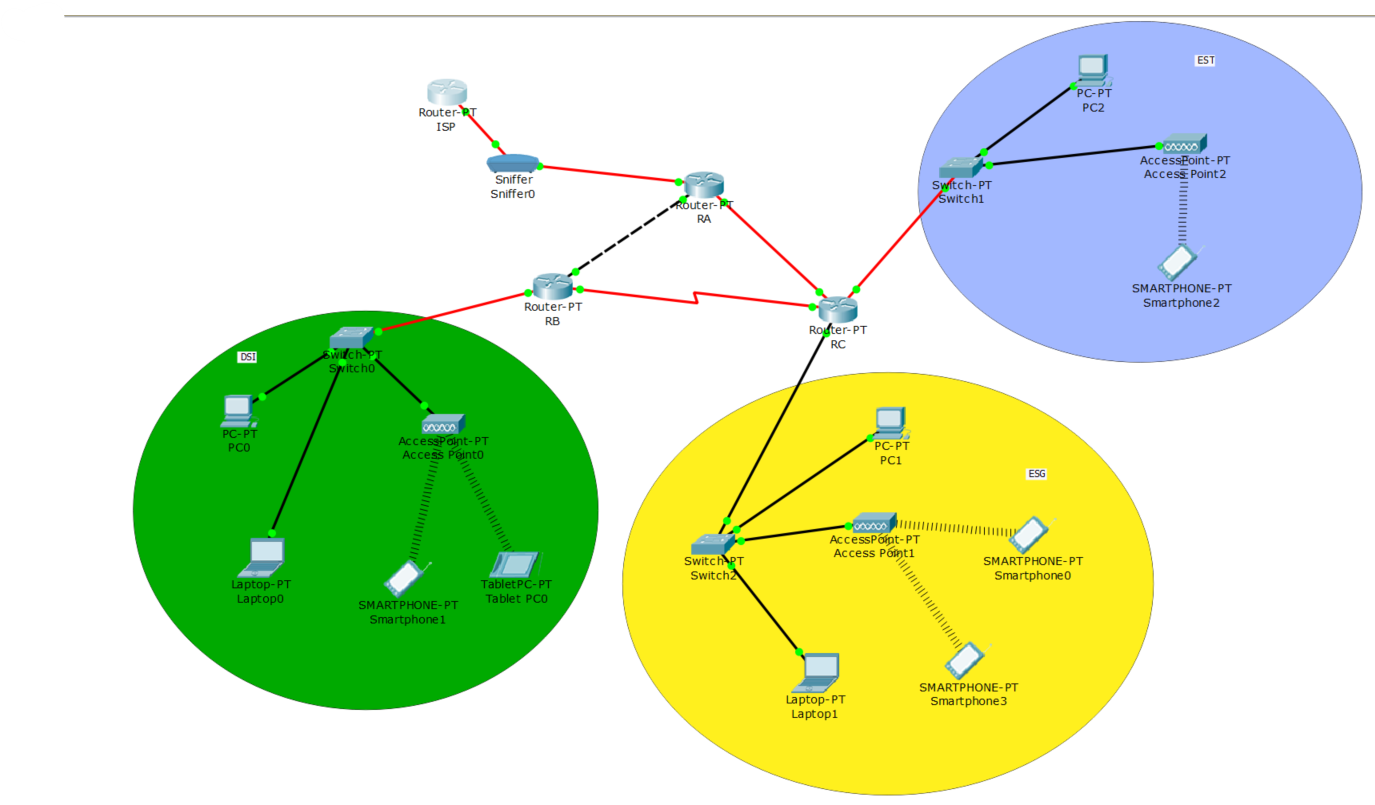 EST
PC-PT
PC2
Router-PT
ISP
AccessPoint-PT
Access Point2
Sniffer
Sniffer0
Switch-PT
Switch1
Router-PT
RA
SMARTPHONE-PT
Smartphone2
Router-PT
RB
Router-PT
RC
DSI
Switch-PT
Switch0
PC-PT
PC0
AccessPoint-PT
Access Point0
PC-PT
PC1
ESG
AccessPoint-PT
Access Point1
Switch-PT
Switch2
SMARTPHONE-PT
Smartphone0
Laptop-PT
Laptop0
SMARTPHONE-PT
Smartphone1
TabletPC-PT
Tablet PC0
SMARTPHONE-PT
Smartphone3
Laptop-PT
Laptop1